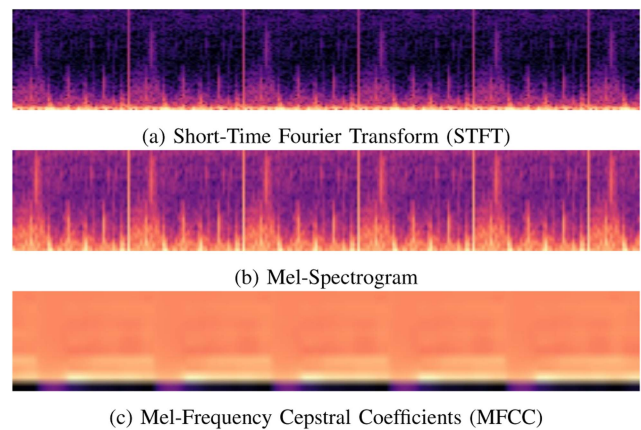 (a) Short-Time Fourier Transform (STFT)
(b) Mel-Spectrogram
(c) Mel-Frequency Cepstral Coefficients (MFCC)